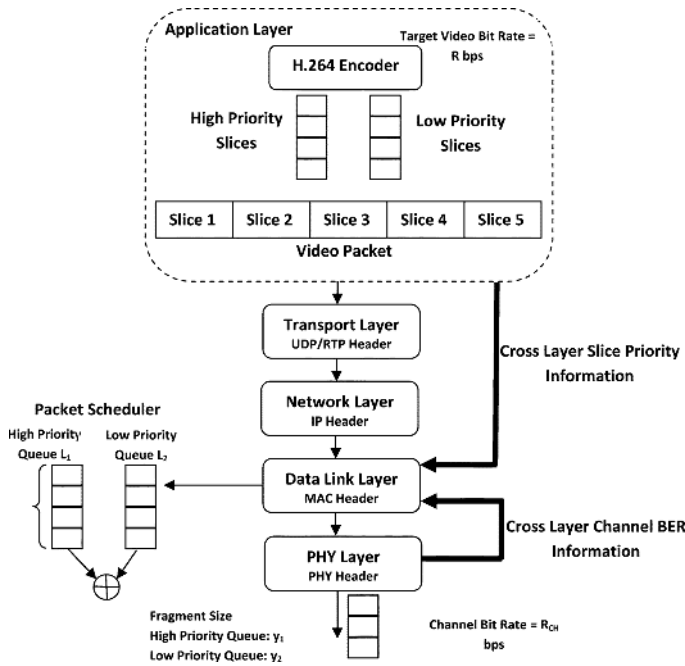 Application Layer
Target Video Bit Rate =
R bps
H.264 Encoder
High Priority
Slices
Low Priority
Slices
Slice 1 Slice 2 Slice 3 Slice 4 Slice 5
Video Packet
Transport Layer
UDP/RTP Header
Cross Layer Slice Priority
Information
Network Layer
IP Header
Packet Scheduler
High Priority
Queue L₁
Low Priority
Queue L₂
Data Link Layer
MAC Header
Cross Layer Channel BER
Information
PHY Layer
PHY Header
Fragment Size
High Priority Queue: y₁
Low Priority Queue: y₂
Channel Bit Rate = R_CH
bps